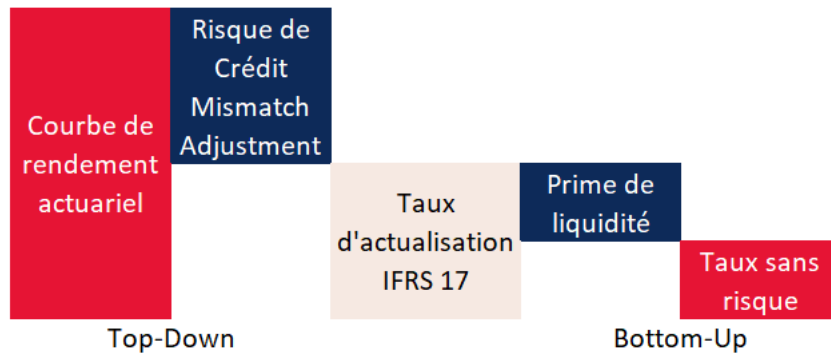 Courbe de
rendement
actuariel
Risque de
Crédit
Mismatch
Adjustment
Taux
d'actualisation
IFRS 17
Prime de
liquidité
Taux sans
risque
Top-Down
Bottom-Up